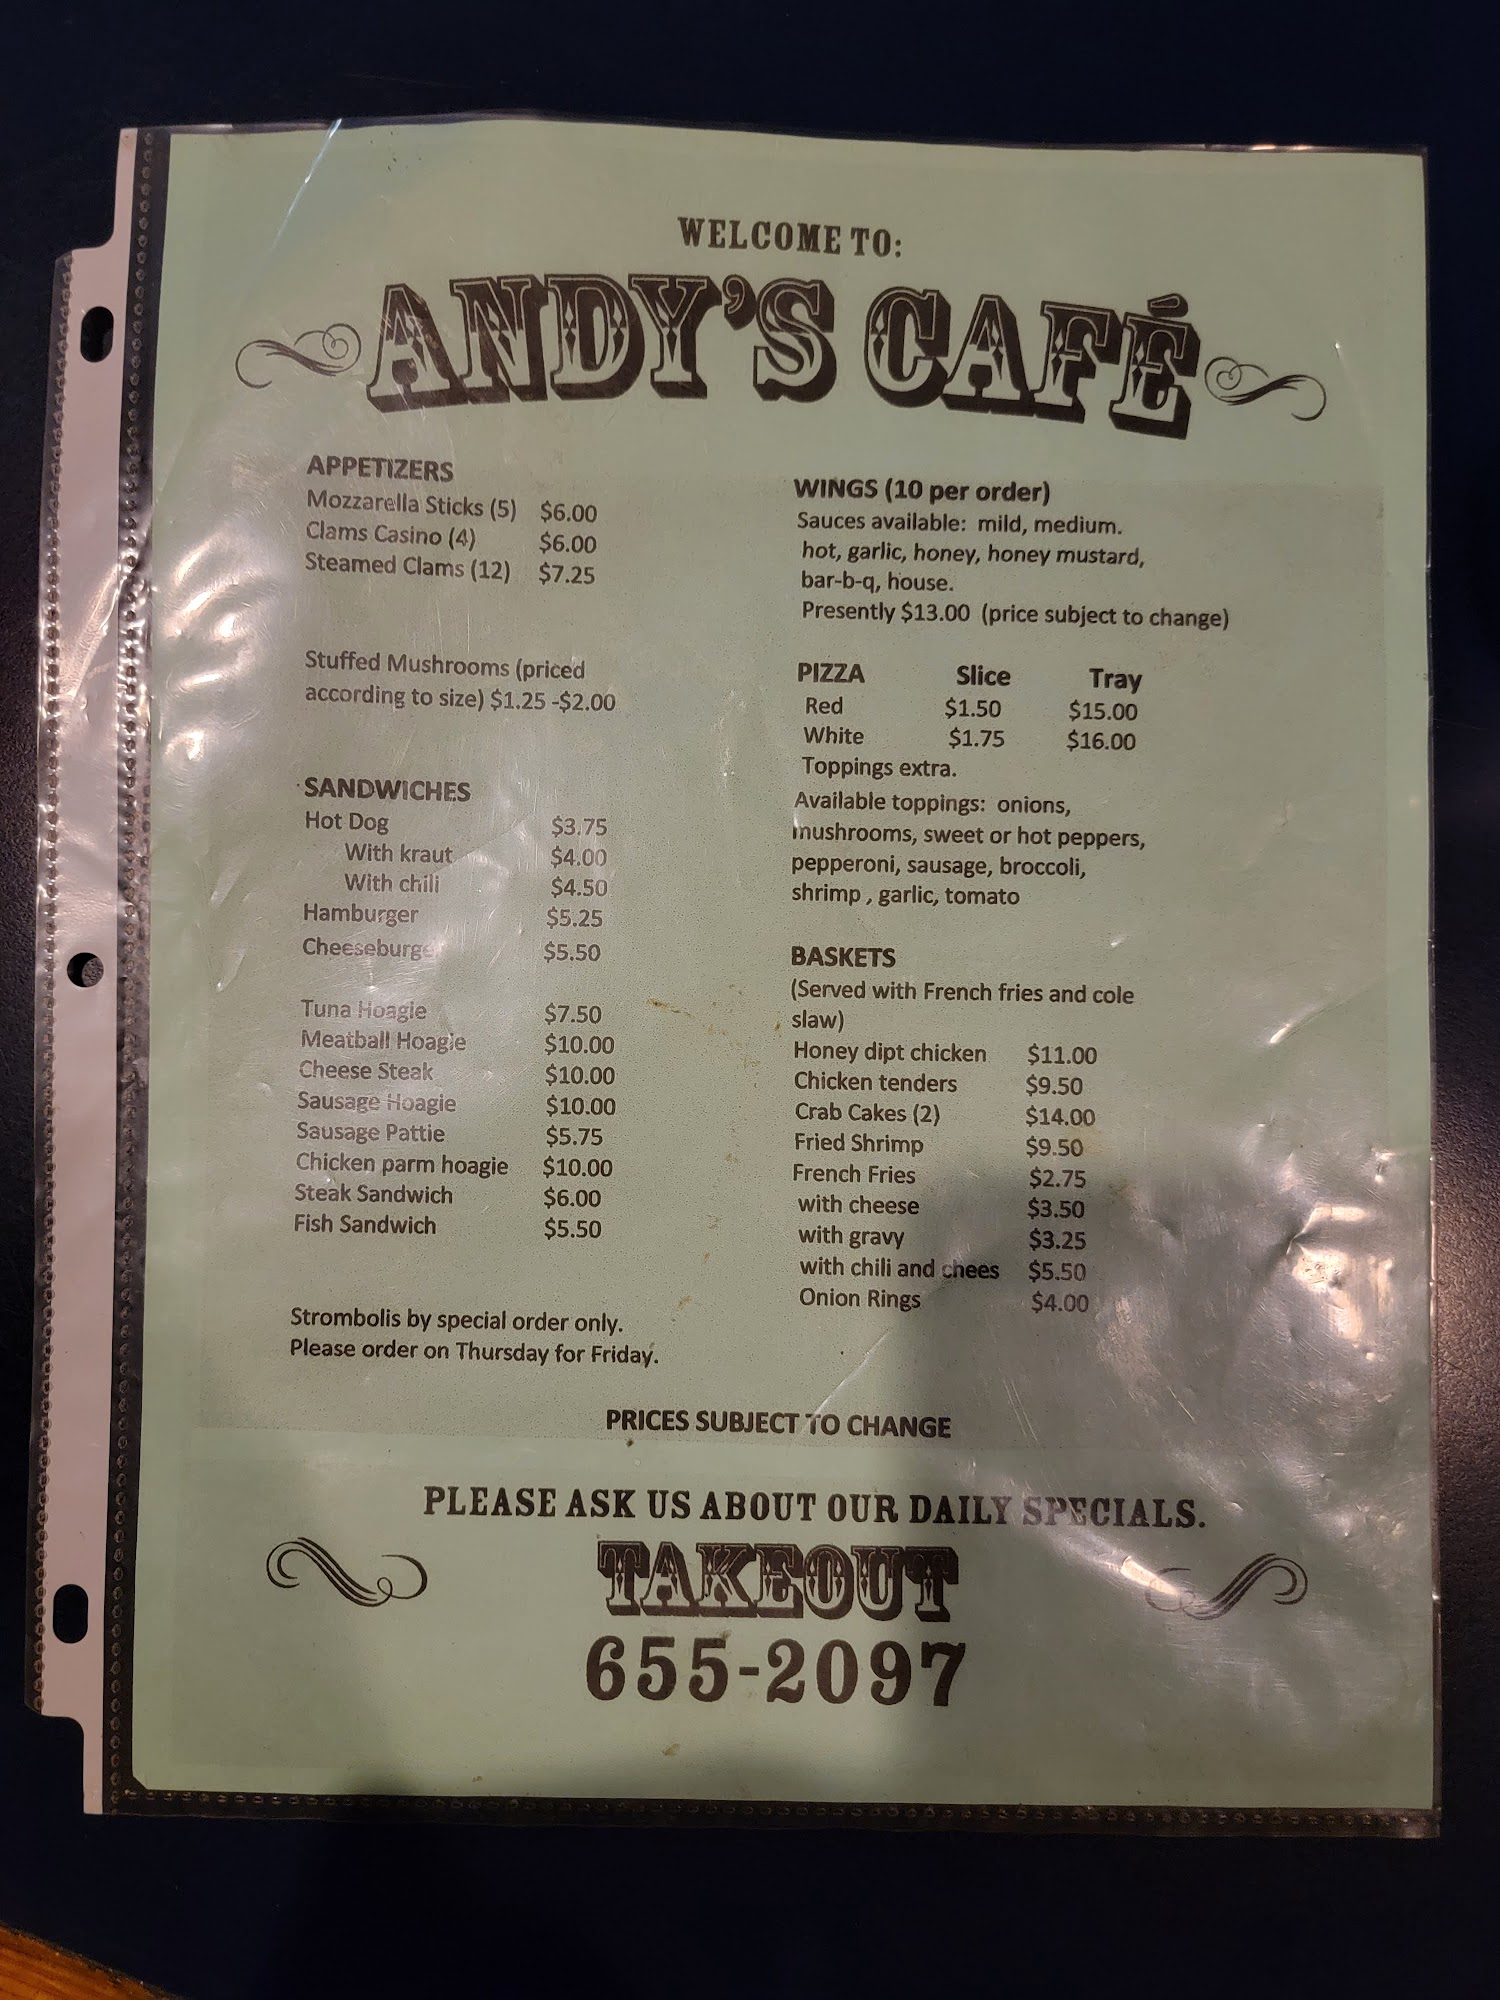 WELCOME TO:
ANDY'S CAFÉ
APPETIZERS
Mozzarella Sticks (5) $6.00
Clams Casino (4) $6.00
Steamed Clams (12) $7.25
Stuffed Mushrooms (priced
according to size) $1.25 -$2.00
SANDWICHES
Hot Dog $3.75
With kraut $4.00
With chili $4.50
Hamburger $5.25
Cheeseburge $5.50
Tuna Hoagie $7.50
Meatball Hoagie $10.00
Cheese Steak $10.00
Sausage Hoagie $10.00
Sausage Pattie $5.75
Chicken parm hoagie $10.00
Steak Sandwich $6.00
Fish Sandwich $5.50
Strombolis by special order only.
Please order on Thursday for Friday.
WINGS (10 per order)
Sauces available: mild, medium.
hot, garlic, honey, honey mustard,
bar-b-q, house.
Presently $13.00 (price subject to change)
PIZZA Slice Tray
Red $1.50 $15.00
White $1.75 $16.00
Toppings extra.
Available toppings: onions,
mushrooms, sweet or hot peppers,
pepperoni, sausage, broccoli,
shrimp , garlic, tomato
BASKETS
(Served with French fries and cole
slaw)
Honey dipt chicken $11.00
Chicken tenders $9.50
Crab Cakes (2) $14.00
Fried Shrimp $9.50
French Fries $2.75
with cheese $3.50
with gravy $3.25
with chili and chees $5.50
Onion Rings $4.00
PRICES SUBJECT TO CHANGE
PLEASE ASK US ABOUT OUR DAILY SPECIALS.
TAKEOUT
655-2097